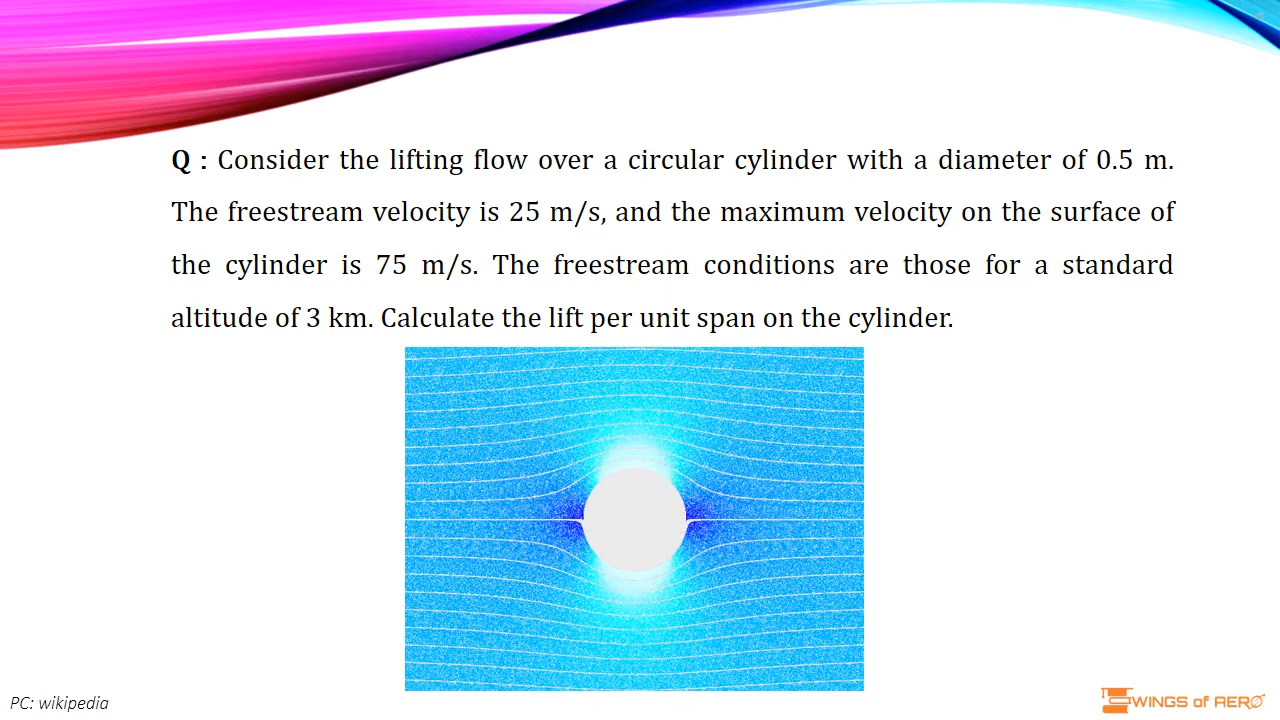 Q : Consider the lifting flow over a circular cylinder with a diameter of 0.5 m.
The freestream velocity is 25 m/s, and the maximum velocity on the surface of
the cylinder is 75 m/s. The freestream conditions are those for a standard
altitude of 3 km. Calculate the lift per unit span on the cylinder.
PC: wikipedia
WINGS of AERO